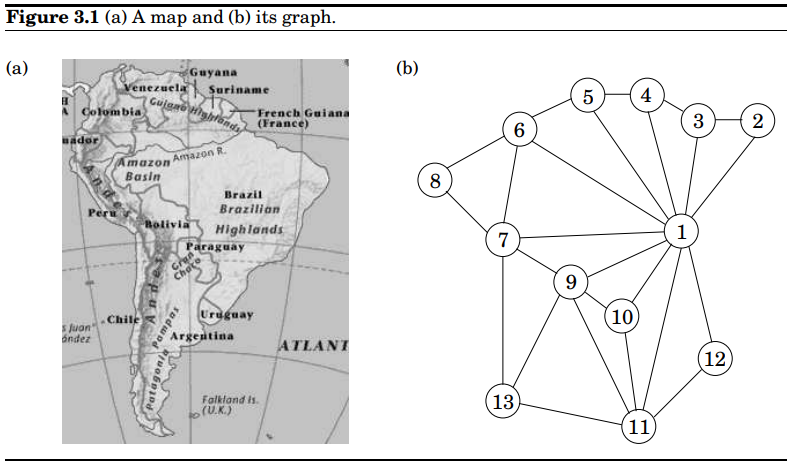 Figure 3.1 (a) A map and (b) its graph.
(a)
(b)
Guyana
Venezuela
Suriname
Guiana Highlands
H
A
Colombia
French Guiana
(France)
uador
Amazon R.
Amazon
Basin
Andes
Brazil
Brazilian
Highlands
Peru
Bolivia
Paraguay
Gran
Chaco
Andes
Chile
s Juan
ández
Uruguay
Argentina
Patagonia Pampas
ATLANT
Falkland Is.
(U.K.)
5
4
3
2
6
8
7
1
9
10
12
13
11